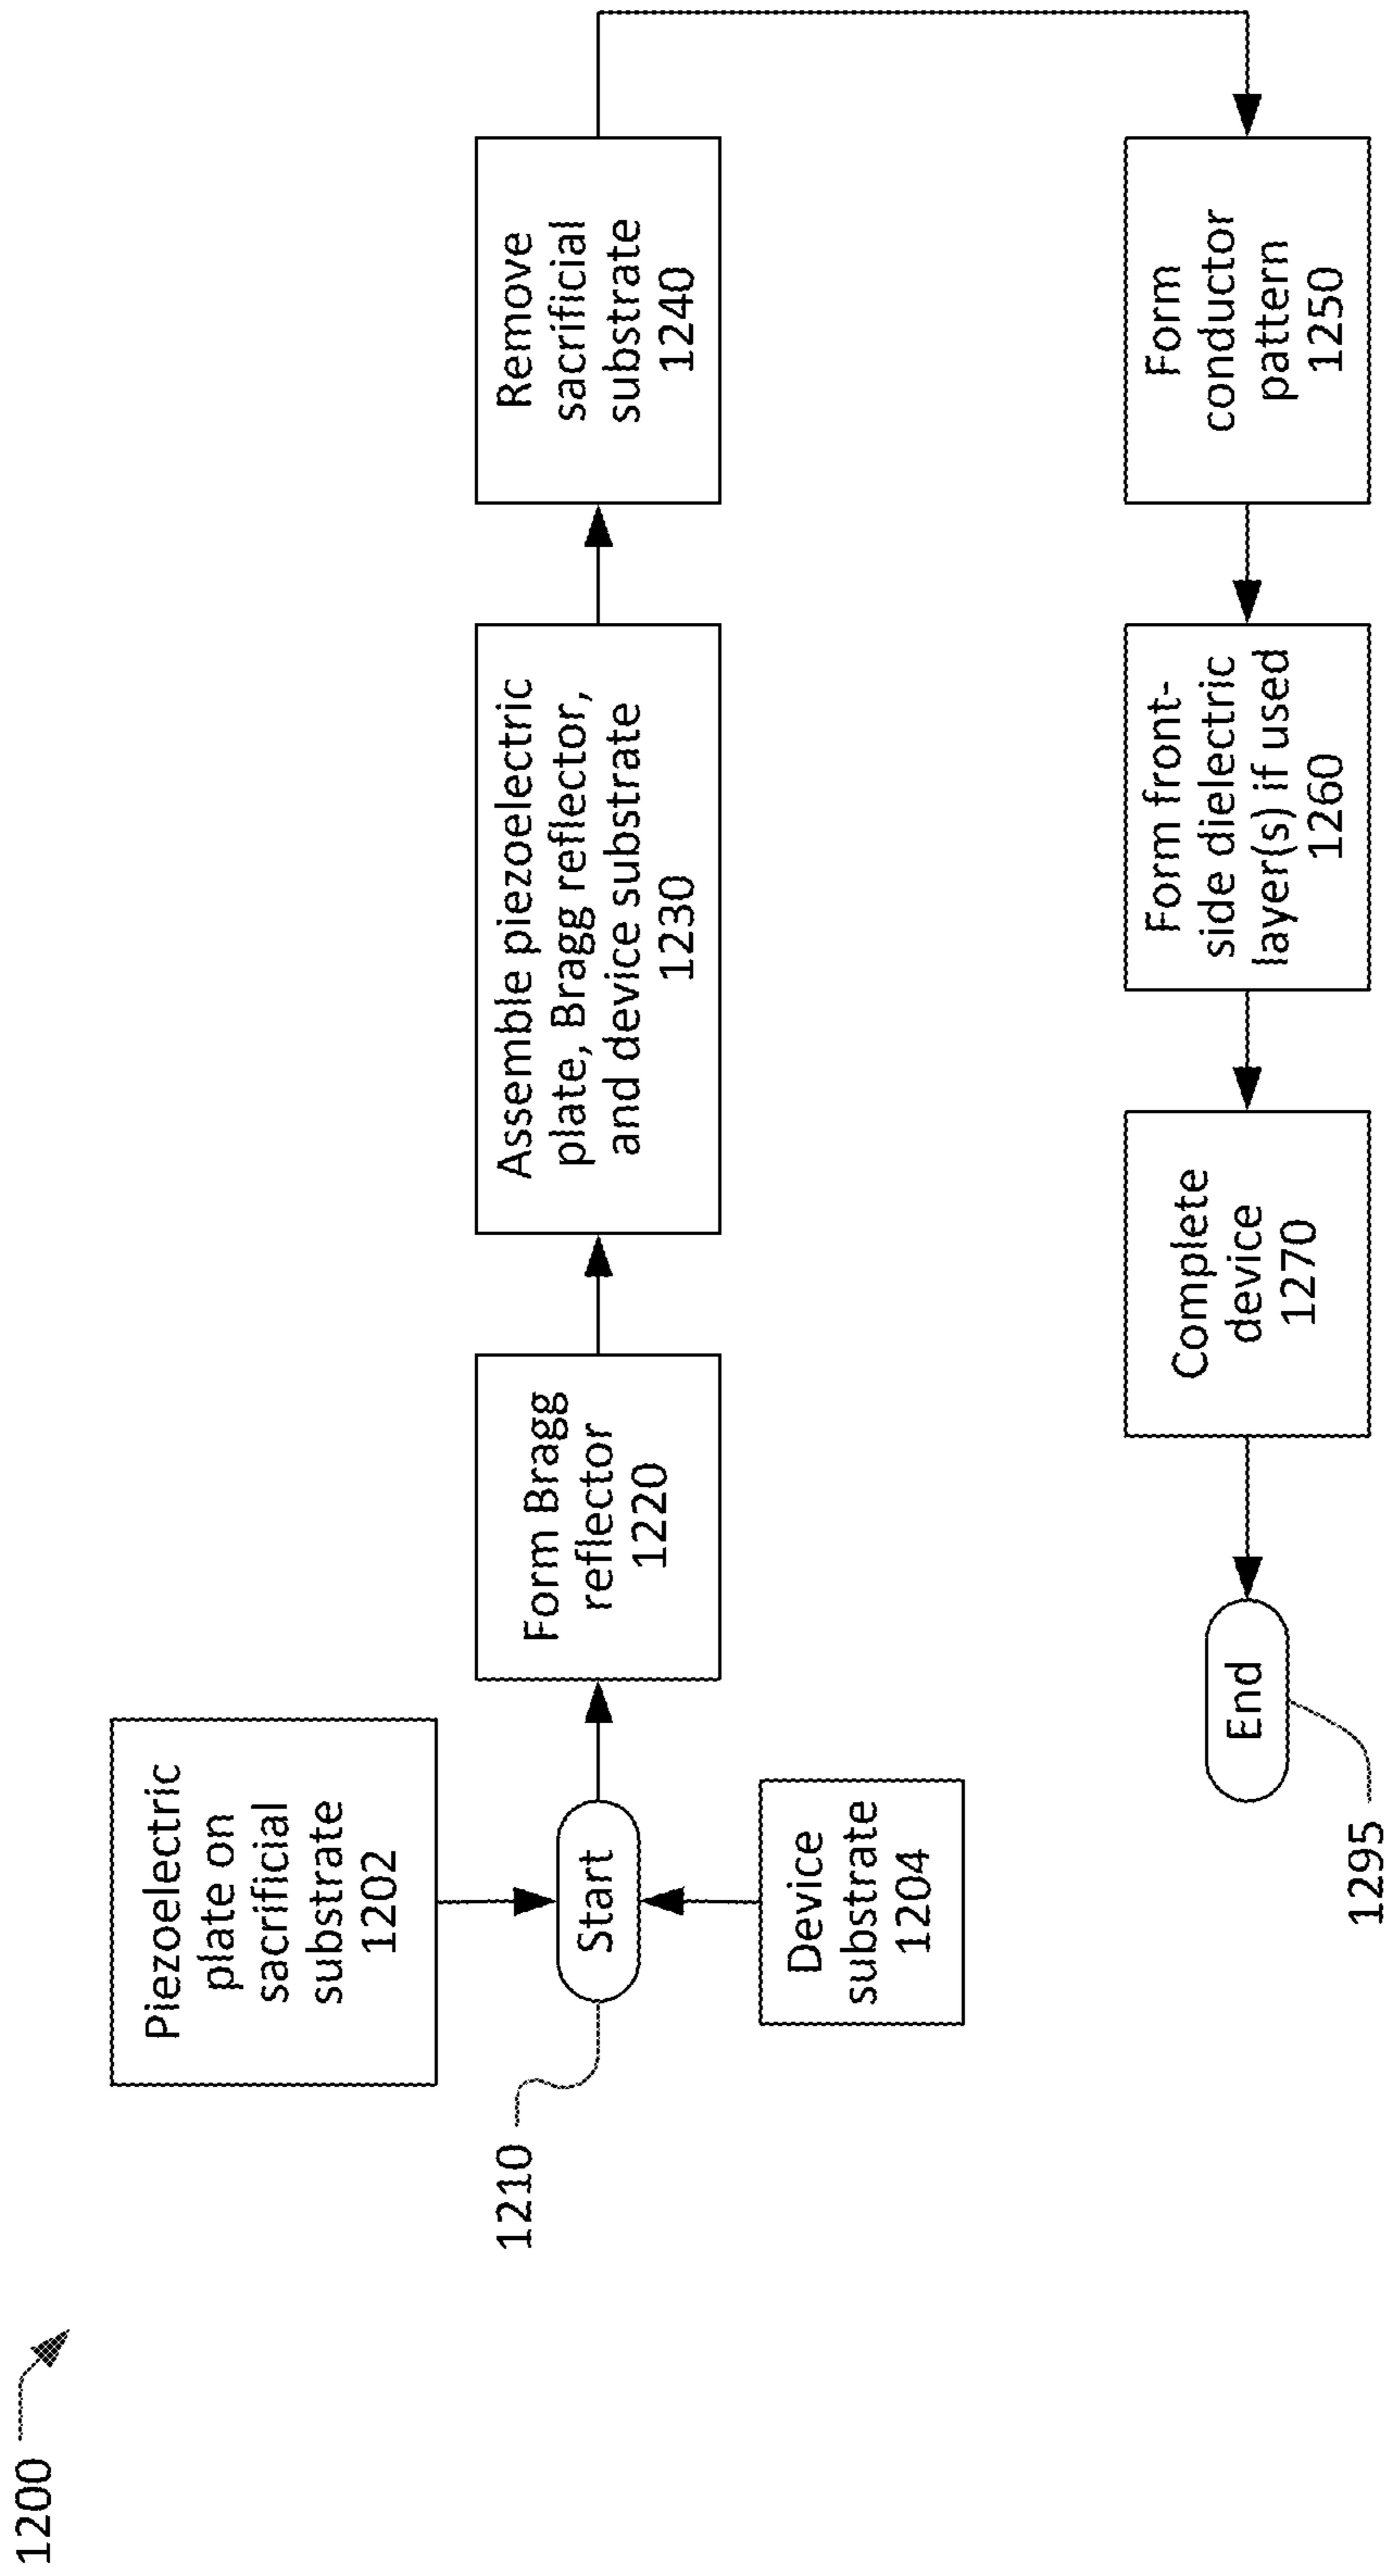 1200
Piezoelectric
plate on
sacrificial
substrate
1202
1210
Start
Device
substrate
1204
Form Bragg
reflector
1220
Assemble piezoelectric
plate, Bragg reflector,
and device substrate
1230
Remove
sacrificial
substrate
1240
Form
conductor
pattern
1250
Form front-
side dielectric
layer(s) if used
1260
Complete
device
1270
End
1295